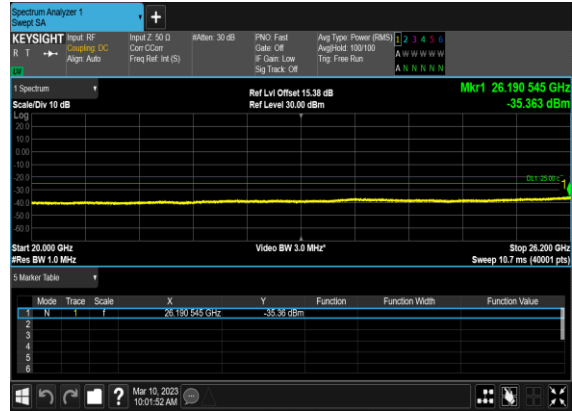 Spectrum Analyzer 1
Swept SA
+
KEYSIGHT Input: RF Input Z: 50 Ω #Atten: 30 dB PNO: Fast Avg Type: Power (RMS) 1 2 3 4 5 6
R T Coupling: DC Corr CCorr Gate: Off Avg|Hold: 100/100 A W W W W W
Align: Auto Freq Ref: Int (S) IF Gain: Low Trig: Free Run
Sig Track: Off A N N N N N
1 Spectrum Ref Lvl Offset 15.38 dB Mkr1 26.190 545 GHz
Scale/Div 10 dB Ref Level 30.00 dBm -35.363 dBm
Log
20.0
10.0
0.00
-10.0
-20.0
DL1 -25.00
1
-30.0
-40.0
-50.0
-60.0
Start 20.000 GHz Video BW 3.0 MHz* Stop 26.200 GHz
#Res BW 1.0 MHz Sweep 10.7 ms (40001 pts)
5 Marker Table
Mode Trace Scale X Y Function Function Width Function Value
1 N 1 f 26.190 545 GHz -35.36 dBm
2
3
4
5
6
? Mar 10, 2023
10:01:52 AM